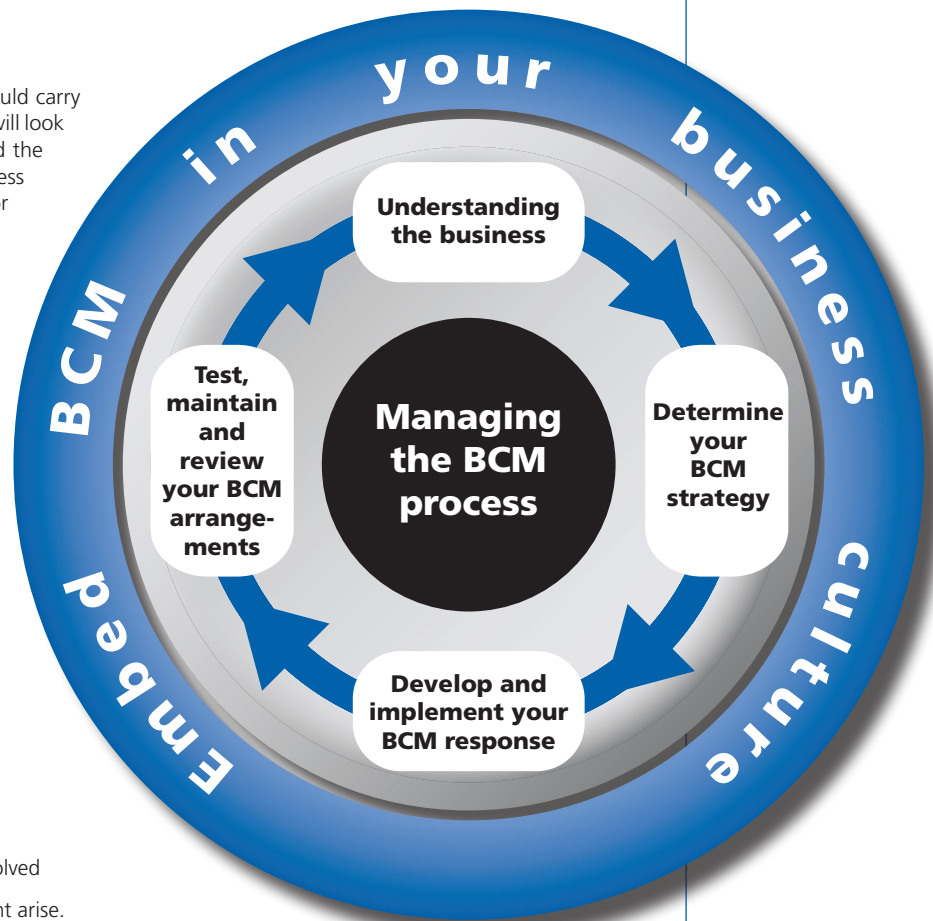 uld carry
will look
d the
ess
or
Embed BCM in your business culture
Understanding
the business
Determine
your
BCM
strategy
Develop and
implement your
BCM response
Test,
maintain
and
review
your BCM
arrange-
ments
Managing
the BCM
process
olved
nt arise.